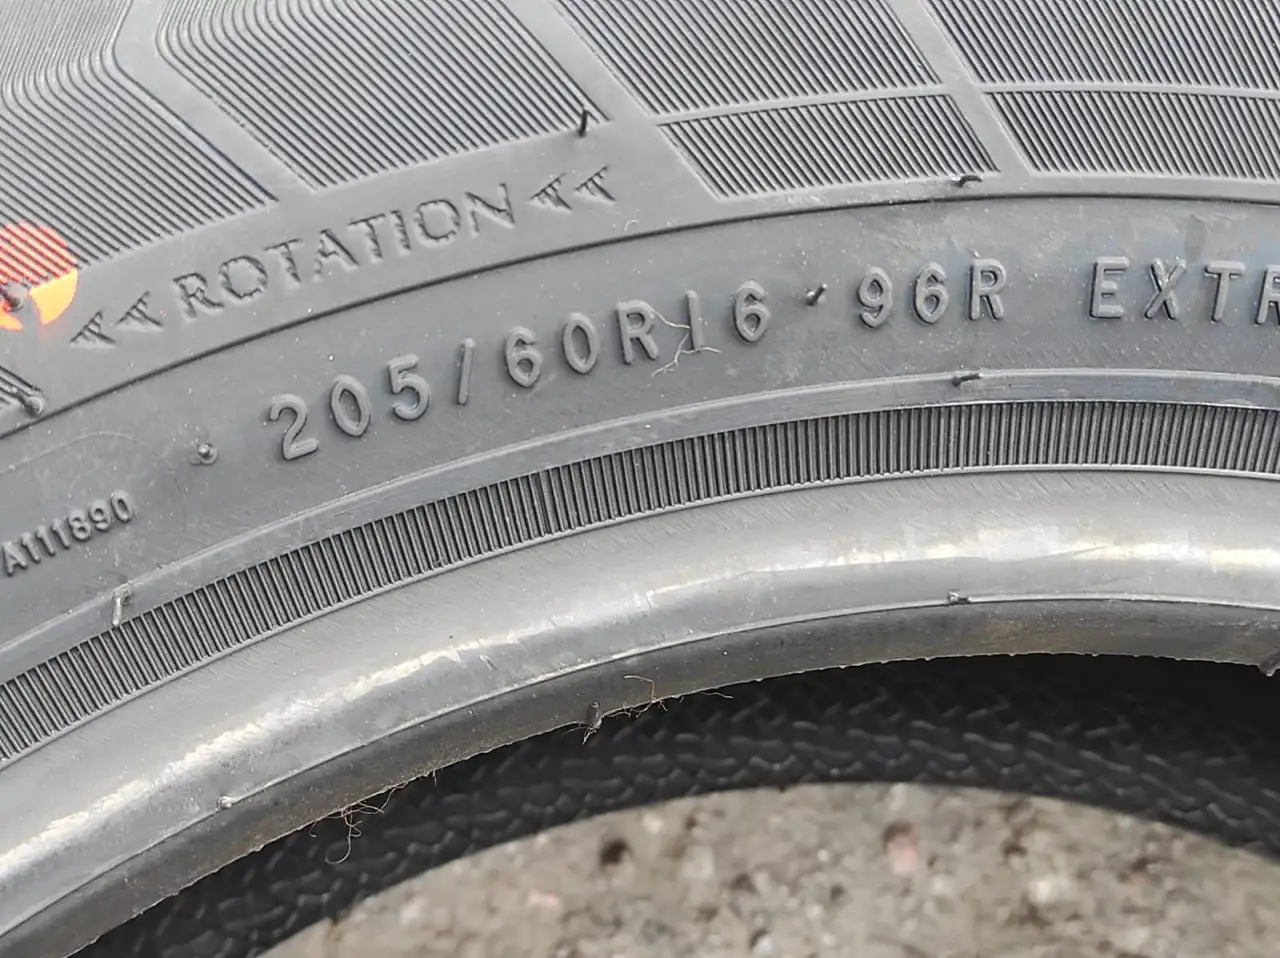 ROTATION
205/60R16 96R EXTR
A111890